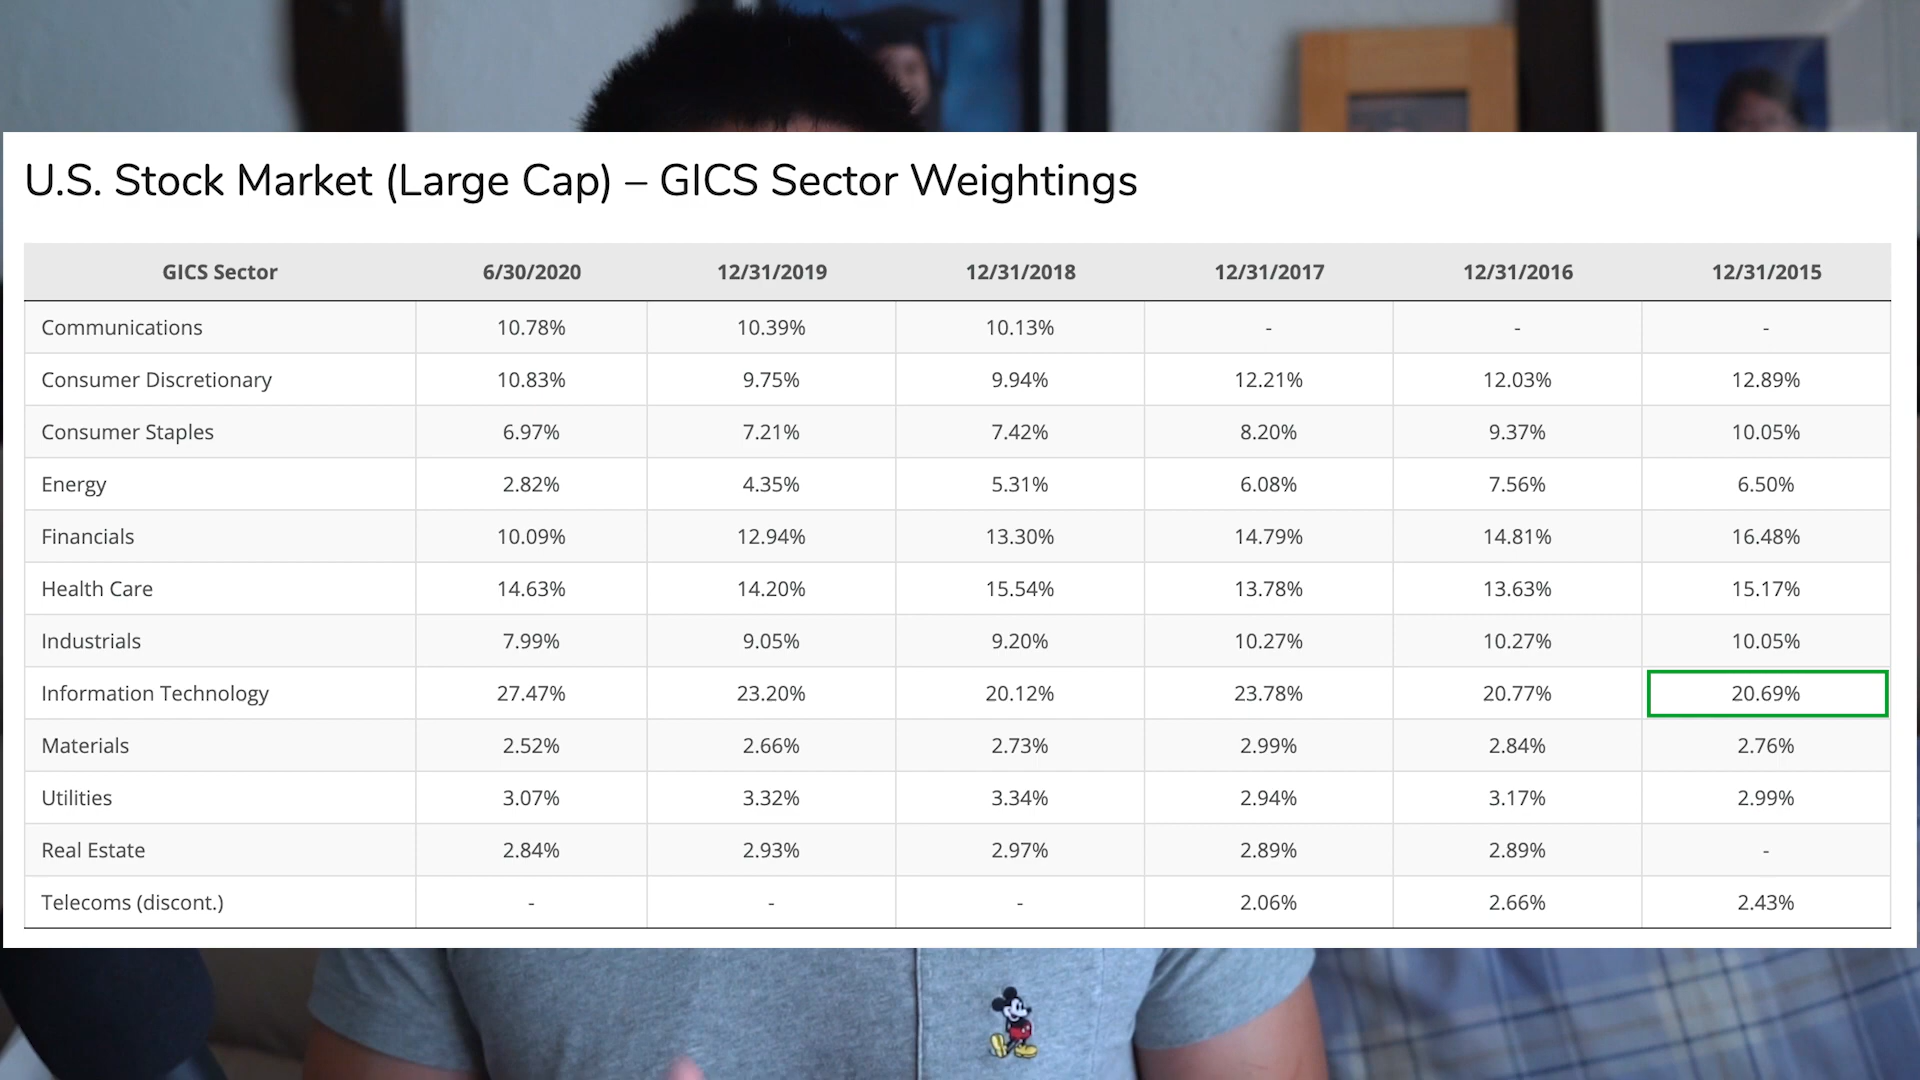 U.S. Stock Market (Large Cap) – GICS Sector Weightings
GICS Sector 6/30/2020 12/31/2019 12/31/2018 12/31/2017 12/31/2016 12/31/2015
Communications 10.78% 10.39% 10.13% - - -
Consumer Discretionary 10.83% 9.75% 9.94% 12.21% 12.03% 12.89%
Consumer Staples 6.97% 7.21% 7.42% 8.20% 9.37% 10.05%
Energy 2.82% 4.35% 5.31% 6.08% 7.56% 6.50%
Financials 10.09% 12.94% 13.30% 14.79% 14.81% 16.48%
Health Care 14.63% 14.20% 15.54% 13.78% 13.63% 15.17%
Industrials 7.99% 9.05% 9.20% 10.27% 10.27% 10.05%
Information Technology 27.47% 23.20% 20.12% 23.78% 20.77% 20.69%
Materials 2.52% 2.66% 2.73% 2.99% 2.84% 2.76%
Utilities 3.07% 3.32% 3.34% 2.94% 3.17% 2.99%
Real Estate 2.84% 2.93% 2.97% 2.89% 2.89% -
Telecoms (discont.) - - - 2.06% 2.66% 2.43%